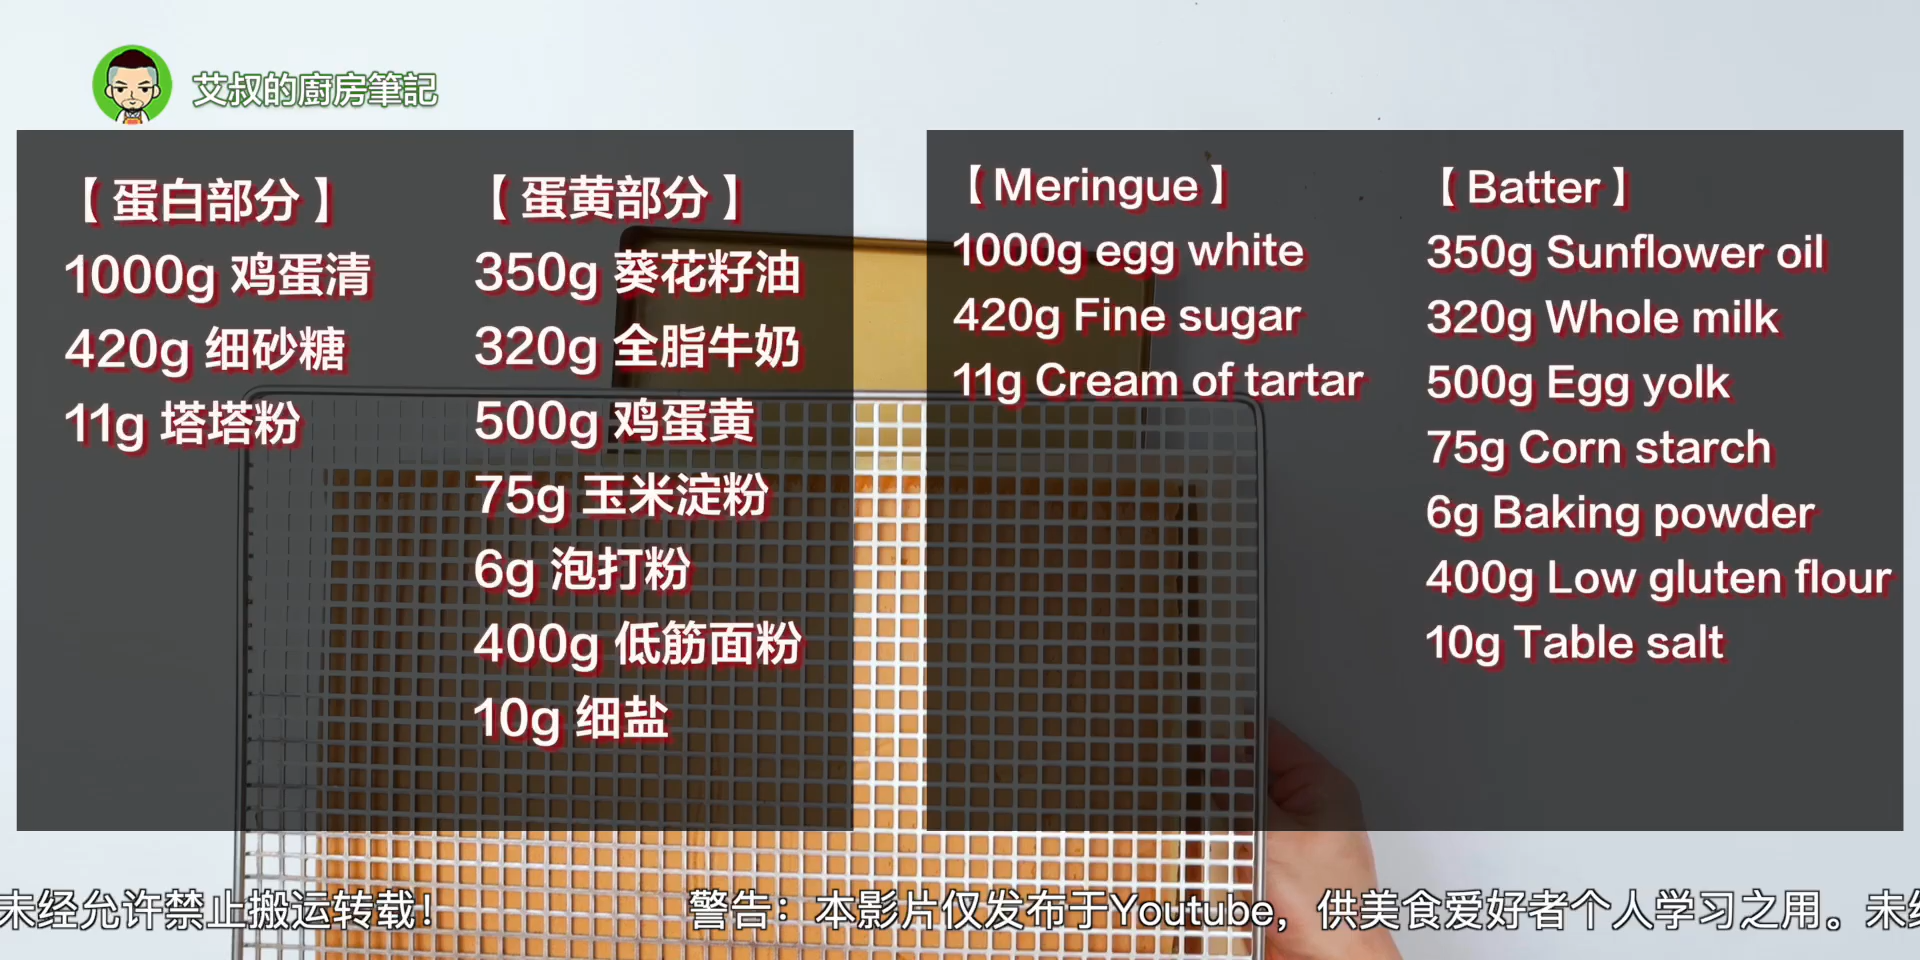 艾叔的廚房筆記
【蛋白部分】
1000g 鸡蛋清
420g 细砂糖
11g 塔塔粉
【蛋黄部分】
350g 葵花籽油
320g 全脂牛奶
500g 鸡蛋黄
75g 玉米淀粉
6g 泡打粉
400g 低筋面粉
10g 细盐
【Meringue】
1000g egg white
420g Fine sugar
11g Cream of tartar
【Batter】
350g Sunflower oil
320g Whole milk
500g Egg yolk
75g Corn starch
6g Baking powder
400g Low gluten flour
10g Table salt
未经允许禁止搬运转载！ 警告：本影片仅发布于Youtube，供美食爱好者个人学习之用。未